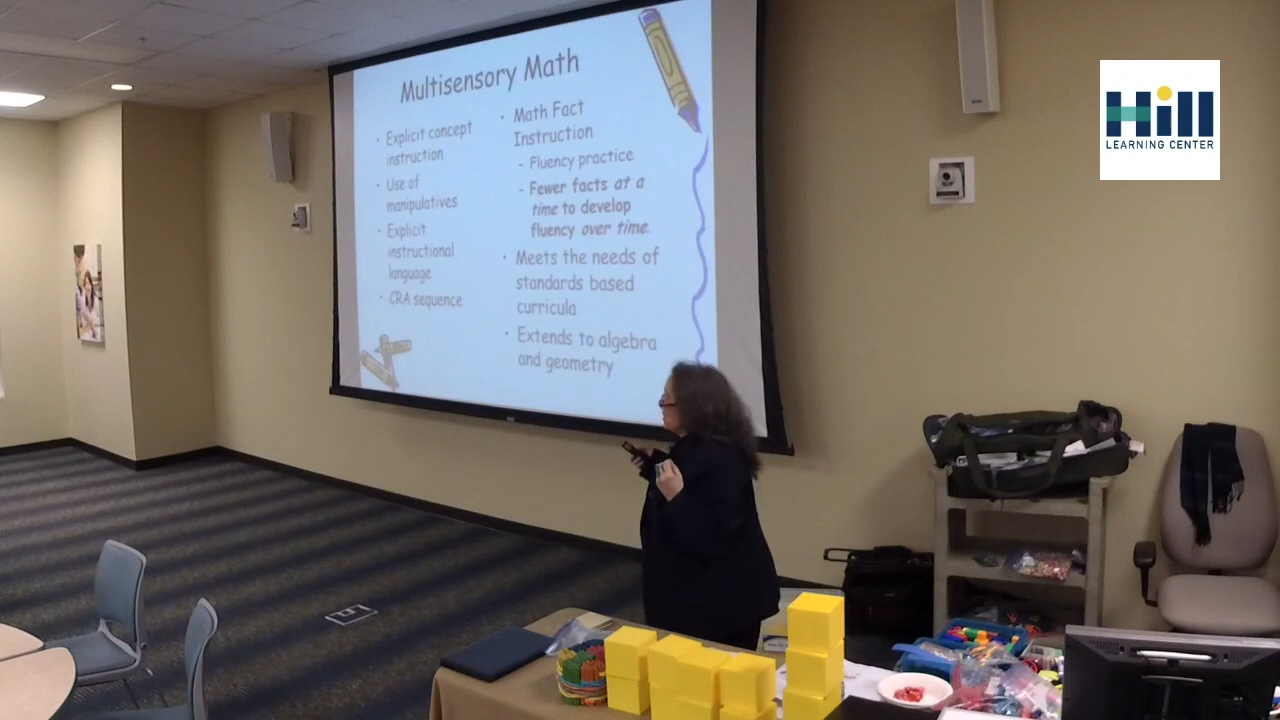 Multisensory Math
• Explicit concept
instruction
• Use of
manipulatives
• Explicit
instructional
language
• CRA sequence
• Math Fact
Instruction
– Fluency practice
– Fewer facts at a
time to develop
fluency over time.
• Meets the needs of
standards based
curricula
• Extends to algebra
and geometry
Hill
LEARNING CENTER